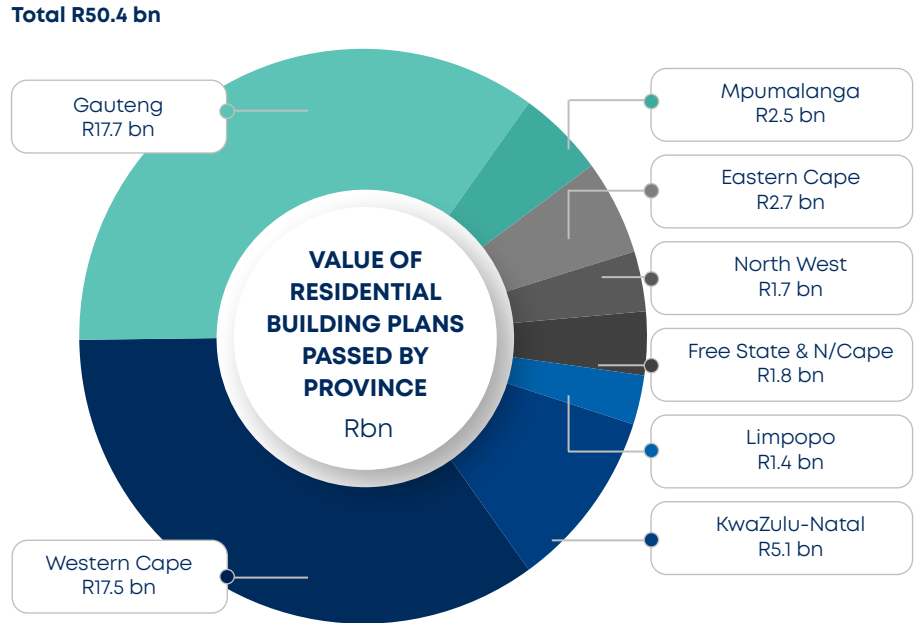 Total R50.4 bn
Gauteng
R17.7 bn
Mpumalanga
R2.5 bn
Eastern Cape
R2.7 bn
North West
R1.7 bn
Free State & N/Cape
R1.8 bn
Limpopo
R1.4 bn
KwaZulu-Natal
R5.1 bn
Western Cape
R17.5 bn
VALUE OF
RESIDENTIAL
BUILDING PLANS
PASSED BY
PROVINCE
Rbn